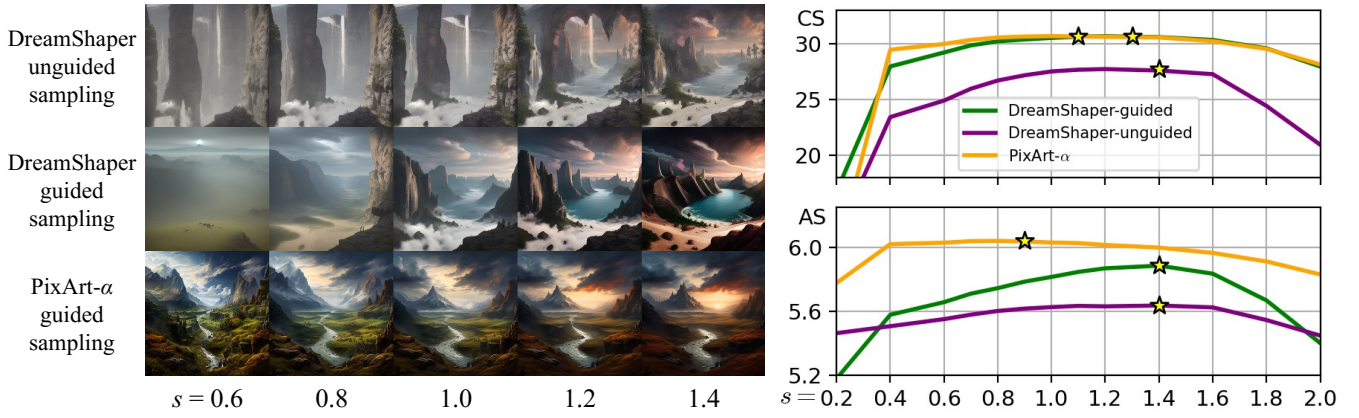 DreamShaper
unguided
sampling
DreamShaper
guided
sampling
PixArt-α
guided
sampling
s = 0.6 0.8 1.0 1.2 1.4
CS
30
25
20
DreamShaper-guided
DreamShaper-unguided
PixArt-α
AS
6.0
5.6
5.2
s = 0.2 0.4 0.6 0.8 1.0 1.2 1.4 1.6 1.8 2.0